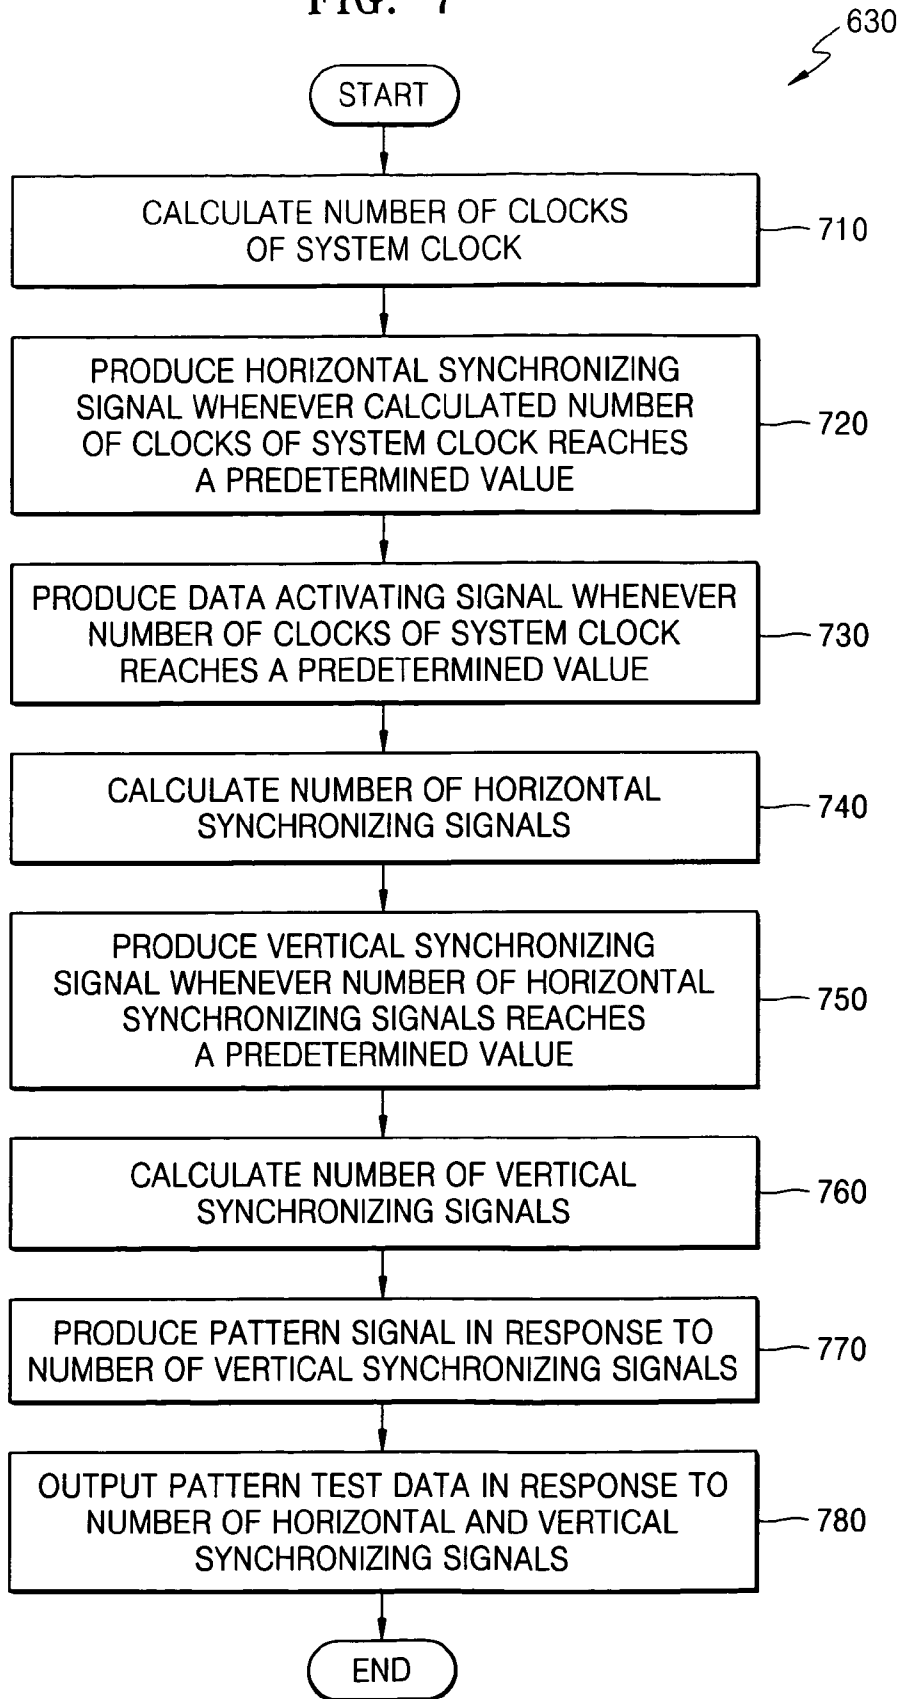 FIG. 7
630
START
CALCULATE NUMBER OF CLOCKS
OF SYSTEM CLOCK
710
PRODUCE HORIZONTAL SYNCHRONIZING
SIGNAL WHENEVER CALCULATED NUMBER
OF CLOCKS OF SYSTEM CLOCK REACHES
A PREDETERMINED VALUE
720
PRODUCE DATA ACTIVATING SIGNAL WHENEVER
NUMBER OF CLOCKS OF SYSTEM CLOCK
REACHES A PREDETERMINED VALUE
730
CALCULATE NUMBER OF HORIZONTAL
SYNCHRONIZING SIGNALS
740
PRODUCE VERTICAL SYNCHRONIZING
SIGNAL WHENEVER NUMBER OF HORIZONTAL
SYNCHRONIZING SIGNALS REACHES
A PREDETERMINED VALUE
750
CALCULATE NUMBER OF VERTICAL
SYNCHRONIZING SIGNALS
760
PRODUCE PATTERN SIGNAL IN RESPONSE TO
NUMBER OF VERTICAL SYNCHRONIZING SIGNALS
770
OUTPUT PATTERN TEST DATA IN RESPONSE TO
NUMBER OF HORIZONTAL AND VERTICAL
SYNCHRONIZING SIGNALS
780
END